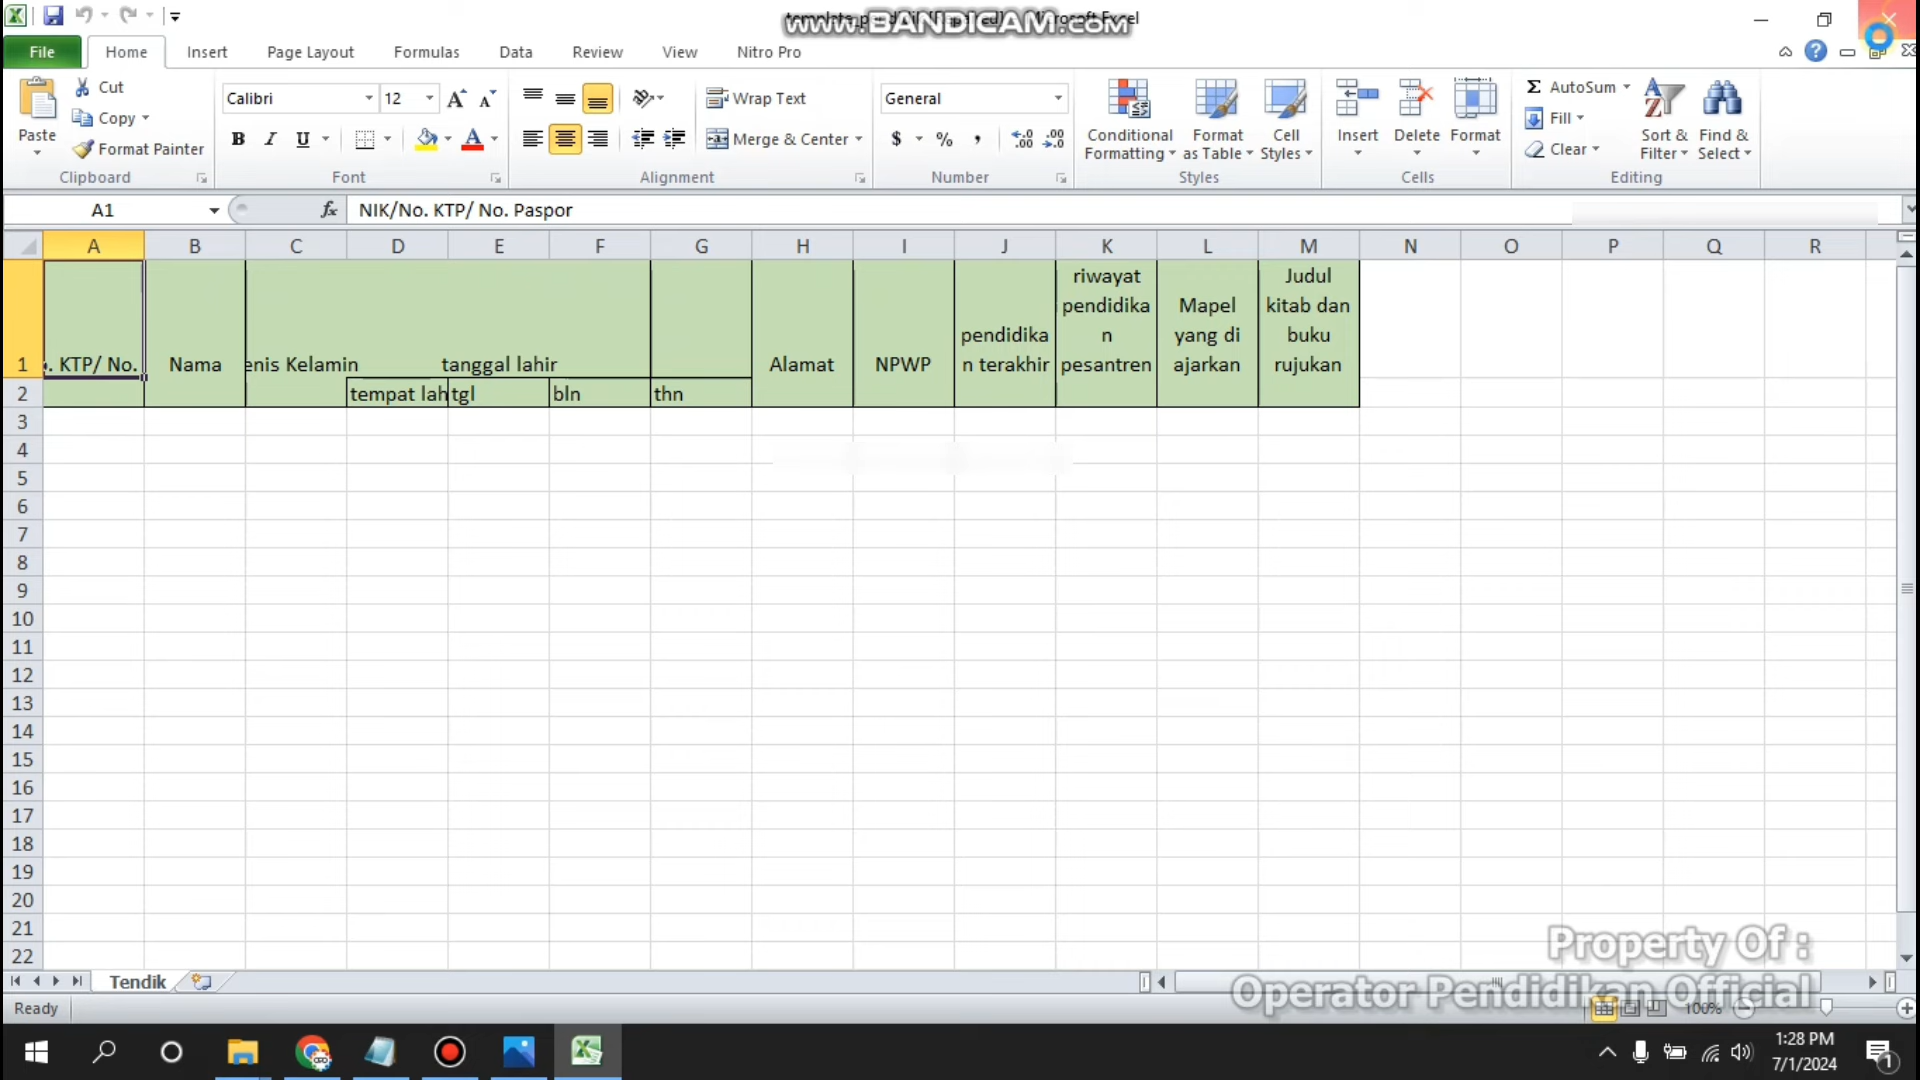 www.BANDICAM.com
Microsoft Excel
File Home Insert Page Layout Formulas Data Review View Nitro Pro
Paste
Cut
Copy
Format Painter
Clipboard
Calibri 12
B I U
A
Font
Wrap Text
Merge & Center
Alignment
General
$ % ,
Number
Conditional Formatting
Format as Table
Cell Styles
Styles
Insert Delete Format
Cells
Σ AutoSum
Fill
Clear
Sort & Filter
Find & Select
Editing
A1 fx NIK/No. KTP/ No. Paspor
A B C D E F G H I J K L M N O P Q R
1 . KTP/ No. Nama enis Kelamin tanggal lahir Alamat NPWP pendidikan terakhir riwayat pendidikan pesantren Mapel yang di ajarkan Judul kitab dan buku rujukan
2 tempat lah tgl bln thn
3
4
5
6
7
8
9
10
11
12
13
14
15
16
17
18
19
20
21
22
Property Of :
Operator Pendidikan Official
Tendik
Ready
100%
1:28 PM
7/1/2024
1